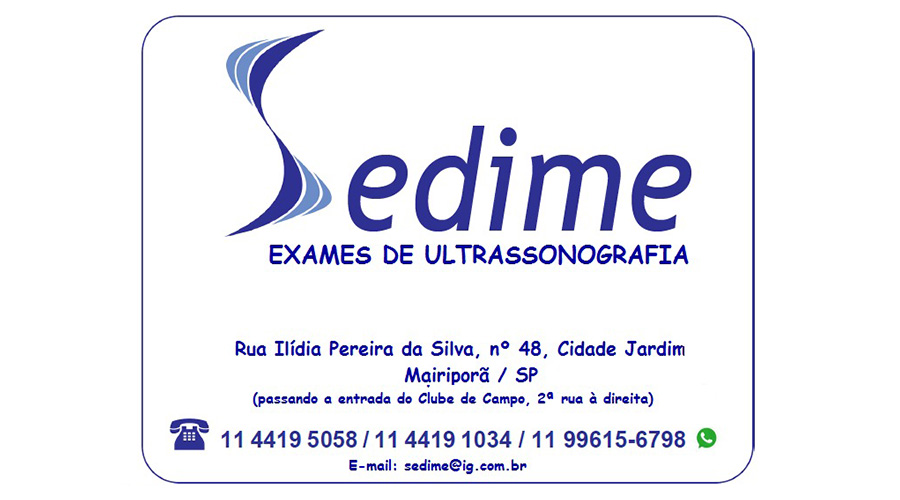 Sedime
EXAMES DE ULTRASSONOGRAFIA
Rua Ilídia Pereira da Silva, nº 48, Cidade Jardim
Mairiporã / SP
(passando a entrada do Clube de Campo, 2ª rua à direita)
11 4419 5058 / 11 4419 1034 / 11 99615-6798
E-mail: sedime@ig.com.br